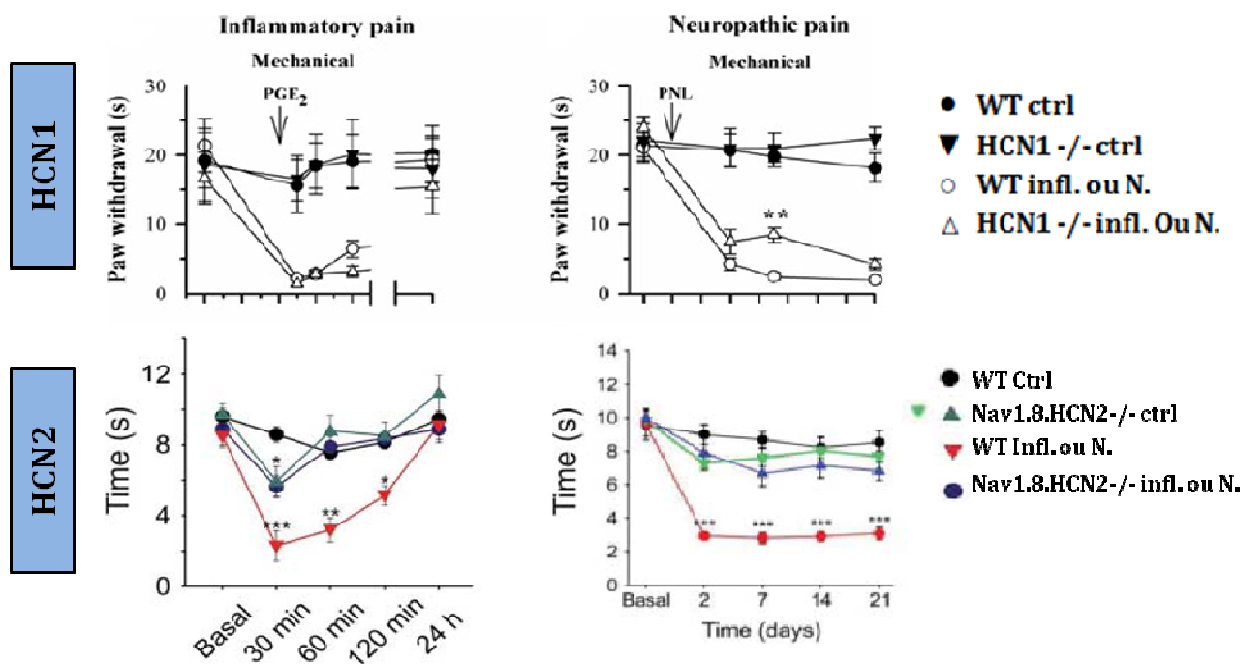 Inflammatory pain
Neuropathic pain
HCN1
Mechanical
30
PGE2
20
10
0
Paw withdrawal (s)
Mechanical
30
PNL
20
10
0
Paw withdrawal (s)
WT ctrl
HCN1 -/- ctrl
WT infl. ou N.
HCN1 -/- infl. Ou N.
**
HCN2
12
8
4
0
Time (s)
*
***
**
*
Basal
30 min
60 min
120 min
24 h
14
12
10
8
6
4
2
0
Time (s)
***
***
***
***
Basal
2
7
14
21
Time (days)
WT Ctrl
Nav1.8.HCN2-/- ctrl
WT Infl. ou N.
Nav1.8.HCN2-/- infl. ou N.